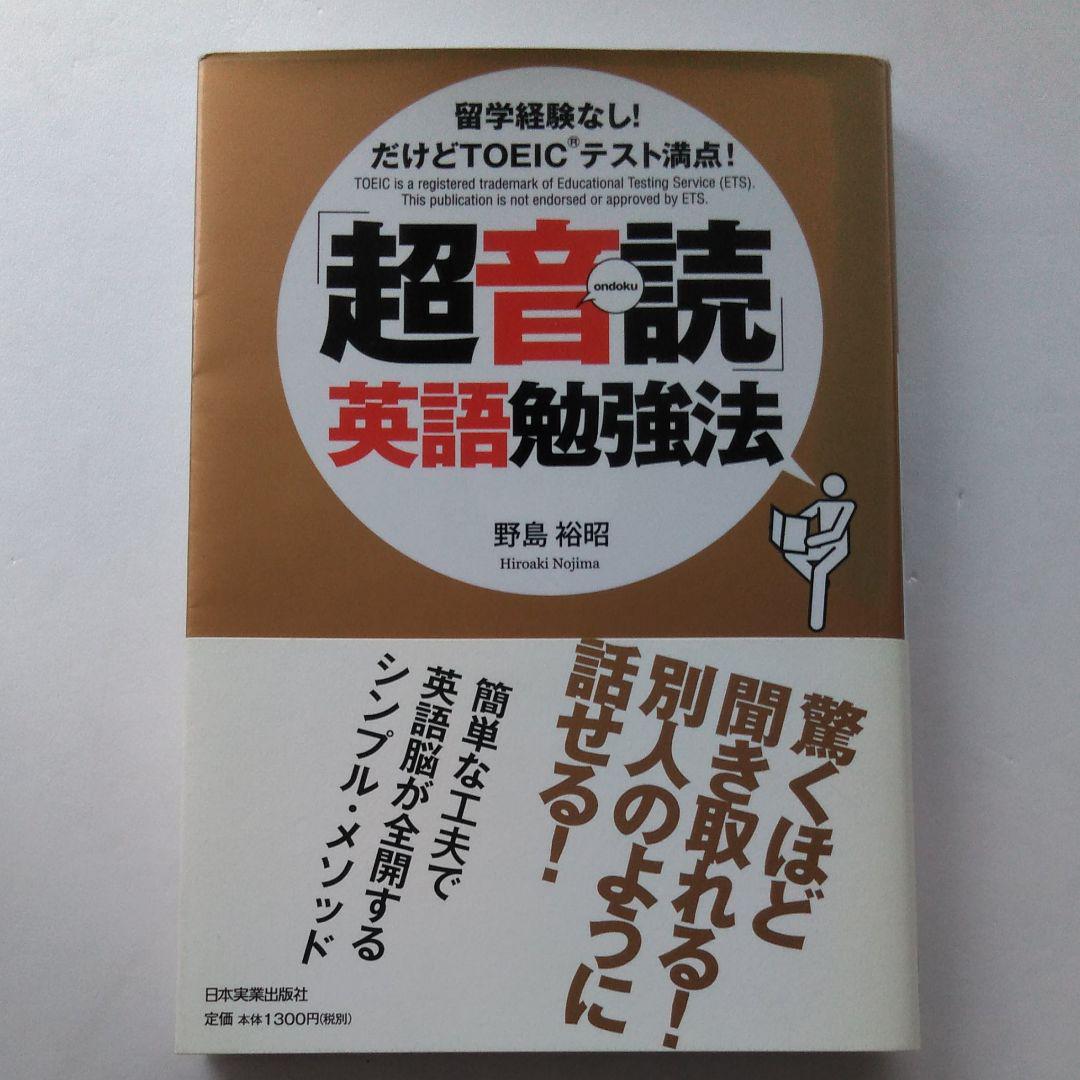 留学経験なし!
だけどTOEIC®テスト満点!
TOEIC is a registered trademark of Educational Testing Service (ETS).
This publication is not endorsed or approved by ETS.
「超音読」
ondoku
英語勉強法
野島 裕昭
Hiroaki Nojima
驚くほど
聞き取れる!
別人のように
話せる!
簡単な工夫で
英語脳が全開する
シンプル・メソッド
日本実業出版社
定価 本体1300円(税別)